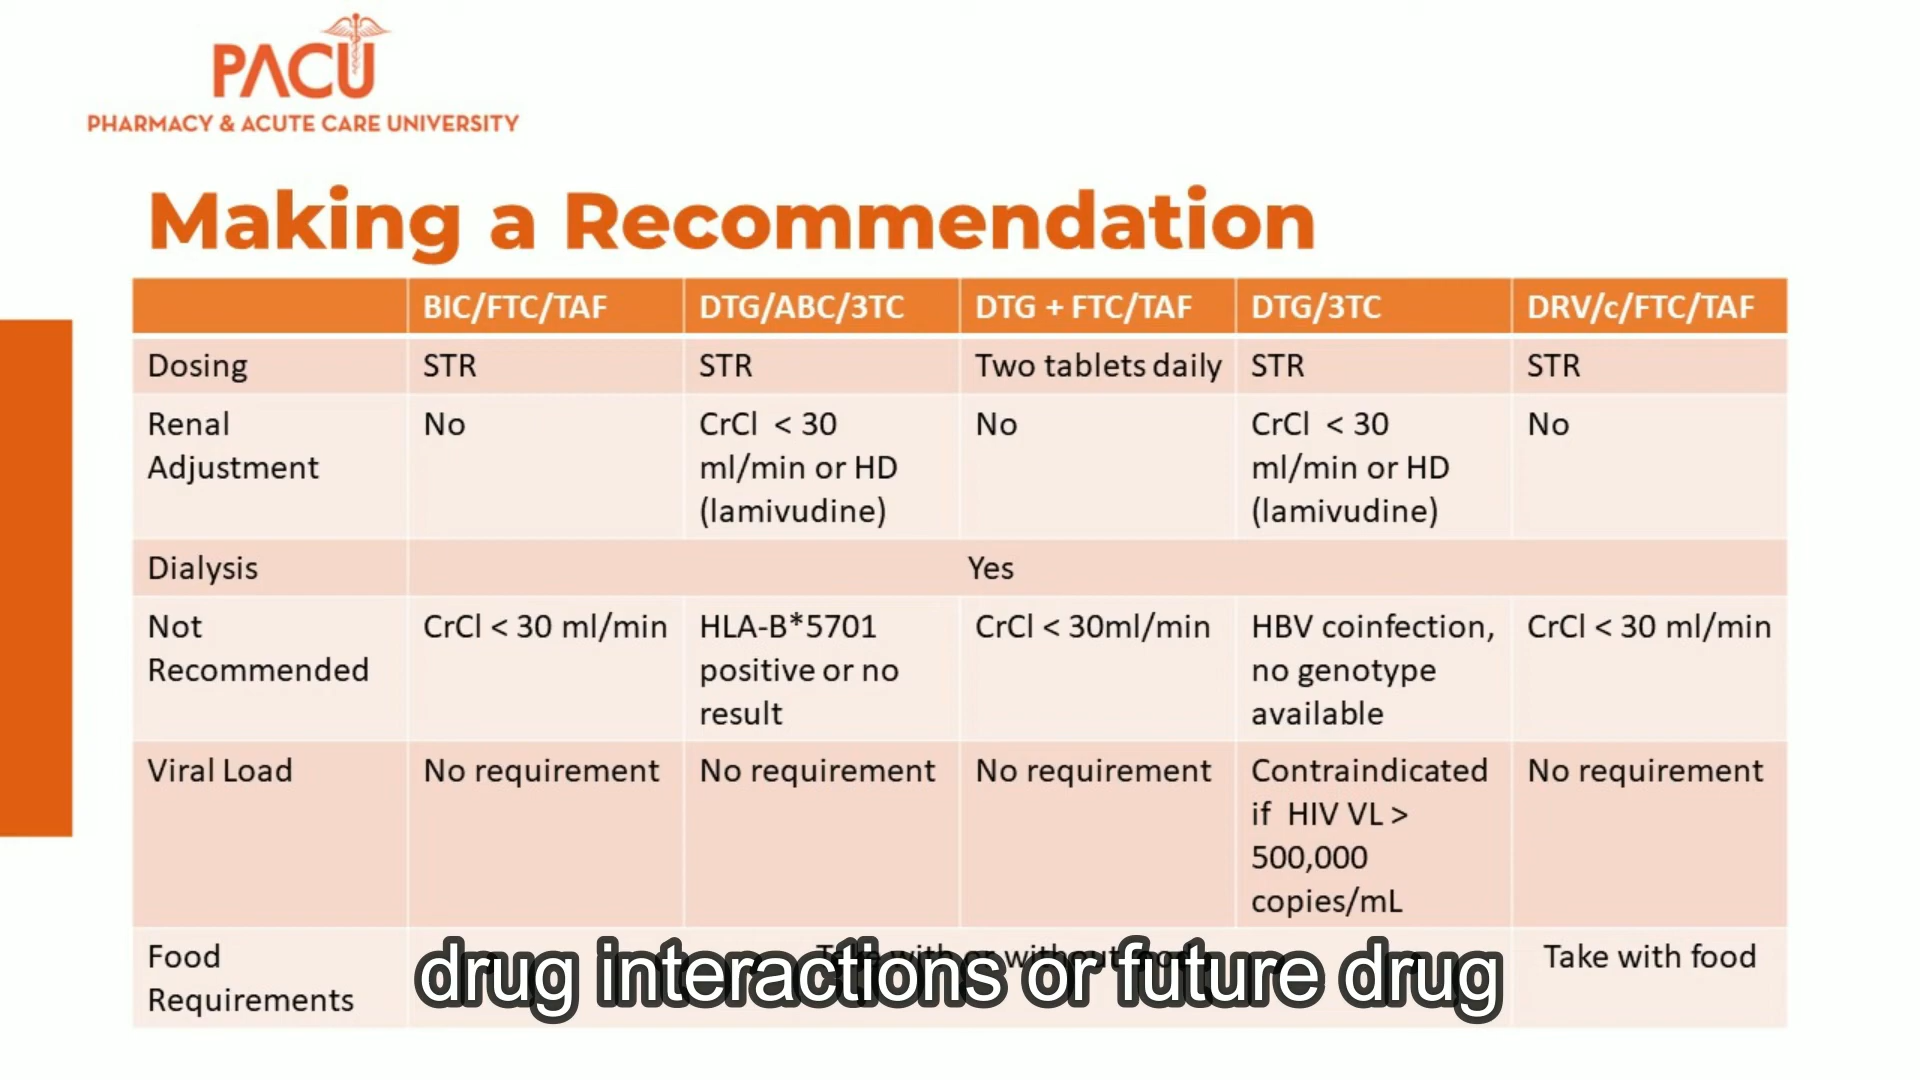 PACU
PHARMACY & ACUTE CARE UNIVERSITY
Making a Recommendation
BIC/FTC/TAF DTG/ABC/3TC DTG + FTC/TAF DTG/3TC DRV/c/FTC/TAF
Dosing STR STR Two tablets daily STR STR
Renal Adjustment No CrCl < 30 ml/min or HD (lamivudine) No CrCl < 30 ml/min or HD (lamivudine) No
Dialysis Yes
Not Recommended CrCl < 30 ml/min HLA-B*5701 positive or no result CrCl < 30ml/min HBV coinfection, no genotype available CrCl < 30 ml/min
Viral Load No requirement No requirement No requirement Contraindicated if HIV VL > 500,000 copies/mL No requirement
Food Requirements Take with or without food Take with food
drug interactions or future drug